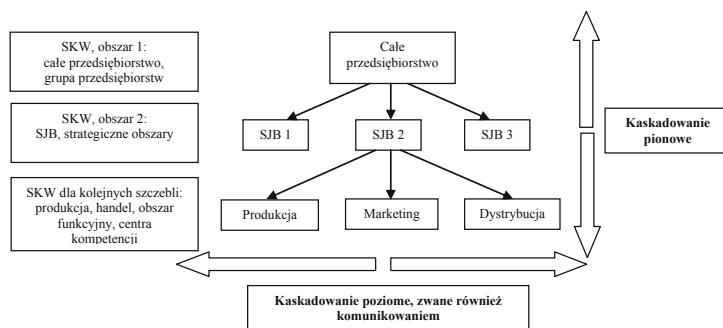 SKW, obszar 1:
całe przedsiębiorstwo,
grupa przedsiębiorstw
Całe
przedsiębiorstwo
SKW, obszar 2:
SJB, strategiczne obszary
SJB 1
SJB 2
SJB 3
Kaskadowanie
pionowe
SKW dla kolejnych szczebli:
produkcja, handel, obszar
funkcyjny, centra
kompetencji
Produkcja
Marketing
Dystrybucja
Kaskadowanie poziome, zwane również
komunikowaniem